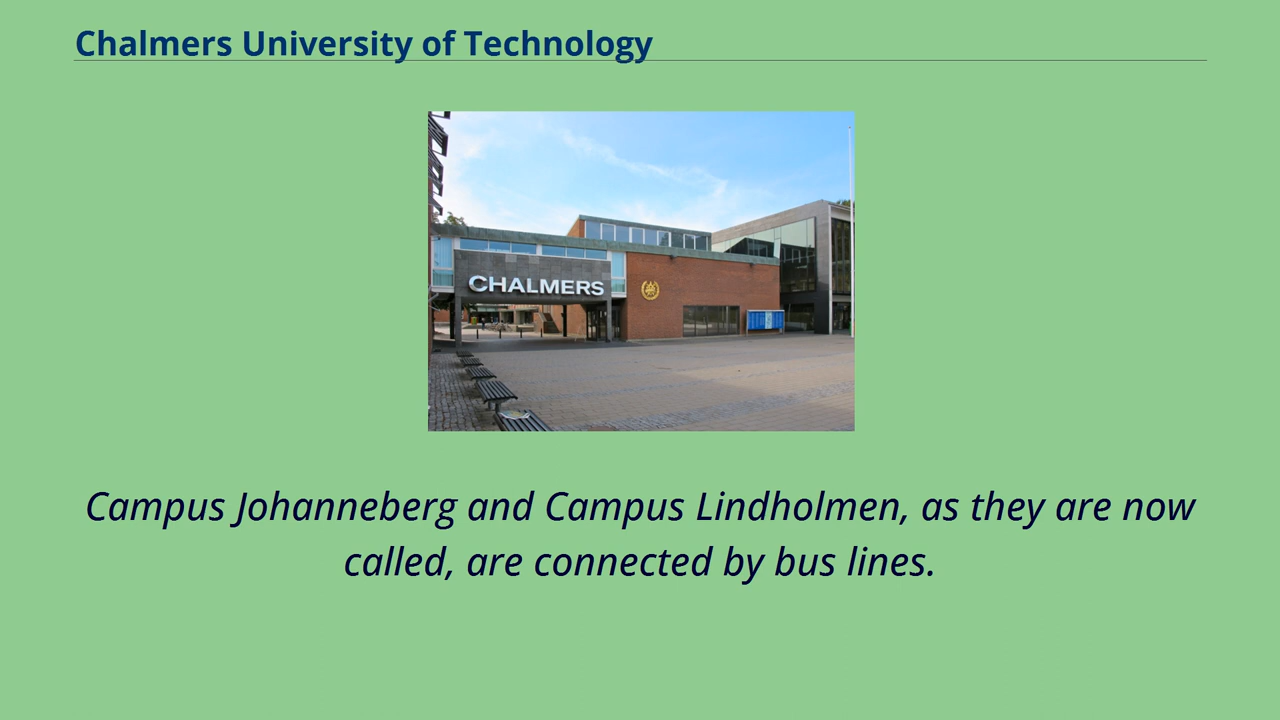 Chalmers University of Technology
CHALMERS
Campus Johanneberg and Campus Lindholmen, as they are now
called, are connected by bus lines.